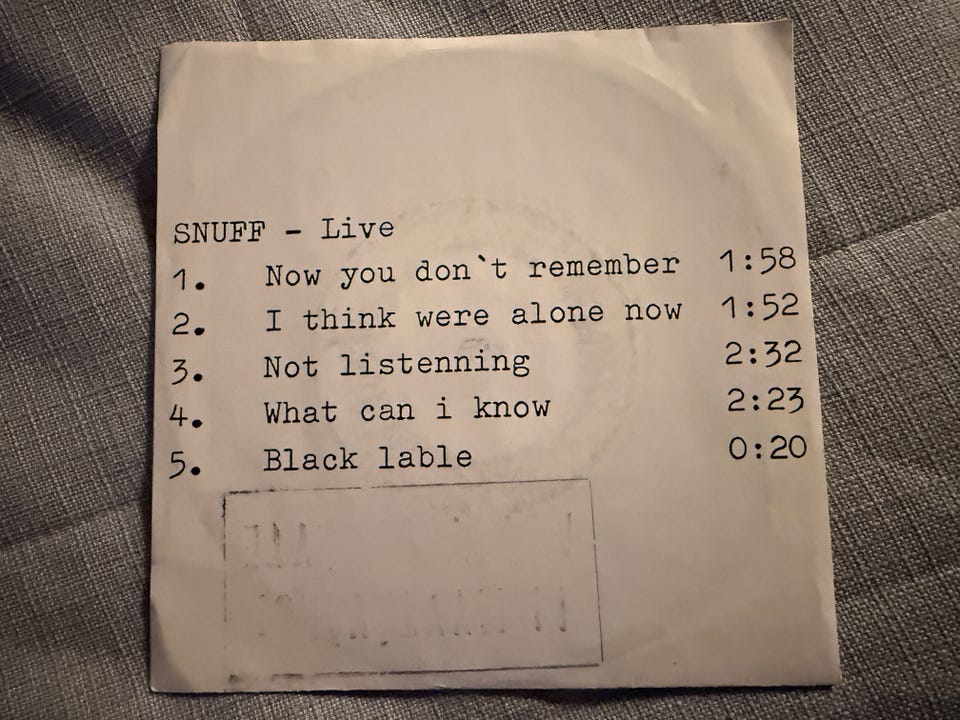 SNUFF - Live
1. Now you don`t remember 1:58
2. I think were alone now 1:52
3. Not listenning 2:32
4. What can i know 2:23
5. Black lable 0:20